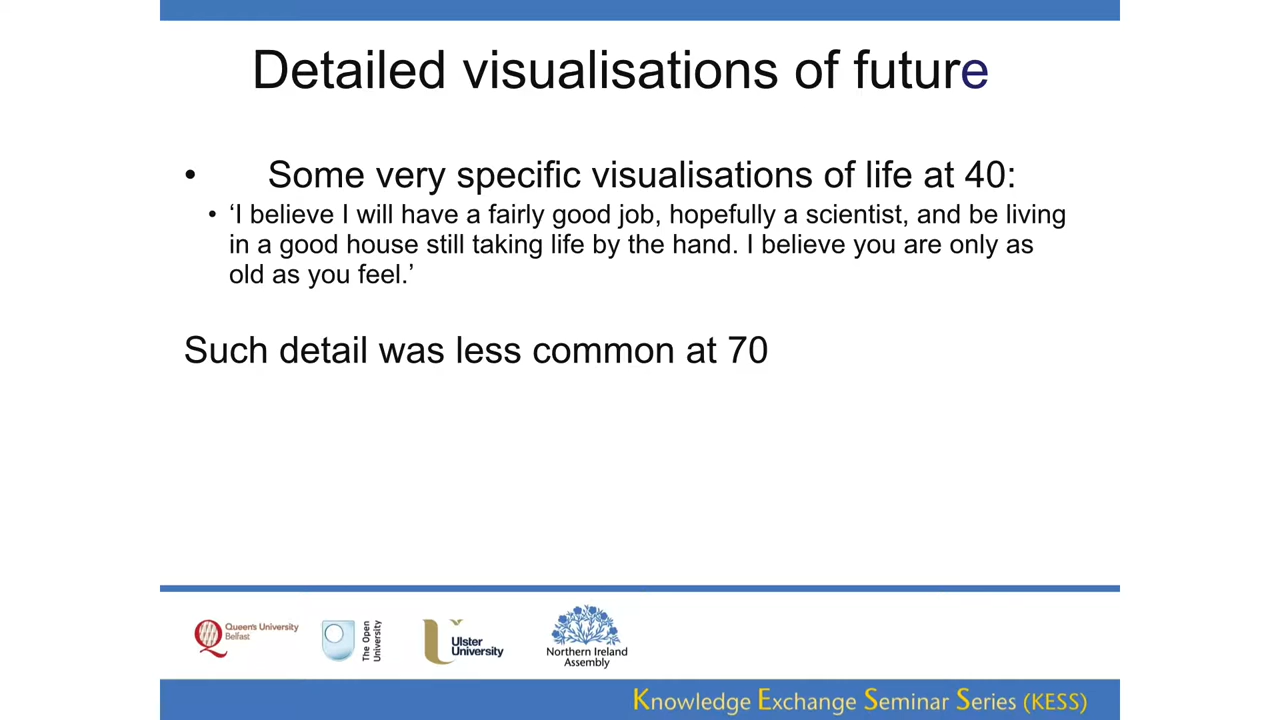 Detailed visualisations of future
• Some very specific visualisations of life at 40:
• ‘I believe I will have a fairly good job, hopefully a scientist, and be living
in a good house still taking life by the hand. I believe you are only as
old as you feel.’
Such detail was less common at 70
Queen's University
Belfast
The Open
University
Ulster
University
Northern Ireland
Assembly
Knowledge Exchange Seminar Series (KESS)